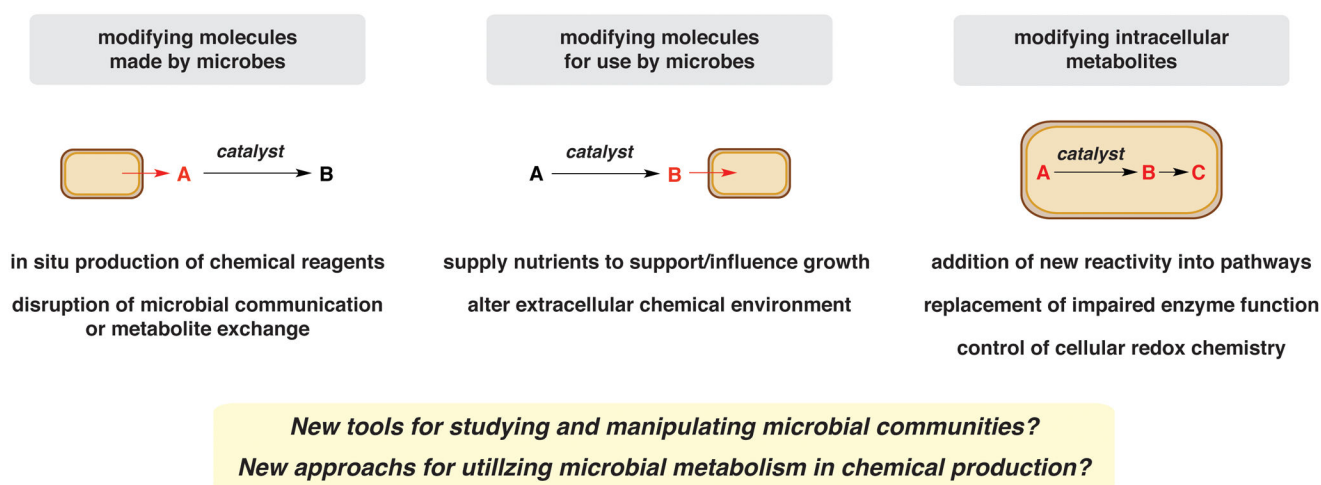 modifying molecules
made by microbes
catalyst
A
B
in situ production of chemical reagents
disruption of microbial communication
or metabolite exchange
modifying molecules
for use by microbes
catalyst
A
B
supply nutrients to support/influence growth
alter extracellular chemical environment
modifying intracellular
metabolites
catalyst
A
B
C
addition of new reactivity into pathways
replacement of impaired enzyme function
control of cellular redox chemistry
New tools for studying and manipulating microbial communities?
New approachs for utilzing microbial metabolism in chemical production?